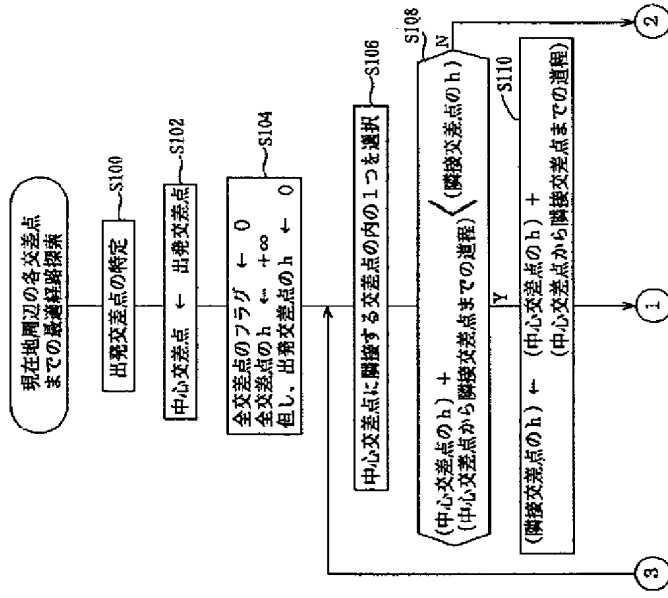 現在地周辺の各交差点
までの最適経路探索
出発交差点の特定
S100
中心交差点 ← 出発交差点
S102
全交差点のフラグ ← 0
全交差点のh ← +∞
但し、出発交差点のh ← 0
S104
中心交差点に隣接する交差点の内の1つを選択
S106
(中心交差点のh) +
(中心交差点から隣接交差点までの道程) < (隣接交差点のh)
S108
N
Y
S110
(隣接交差点のh) ← (中心交差点のh) +
(中心交差点から隣接交差点までの道程)
3
1
2